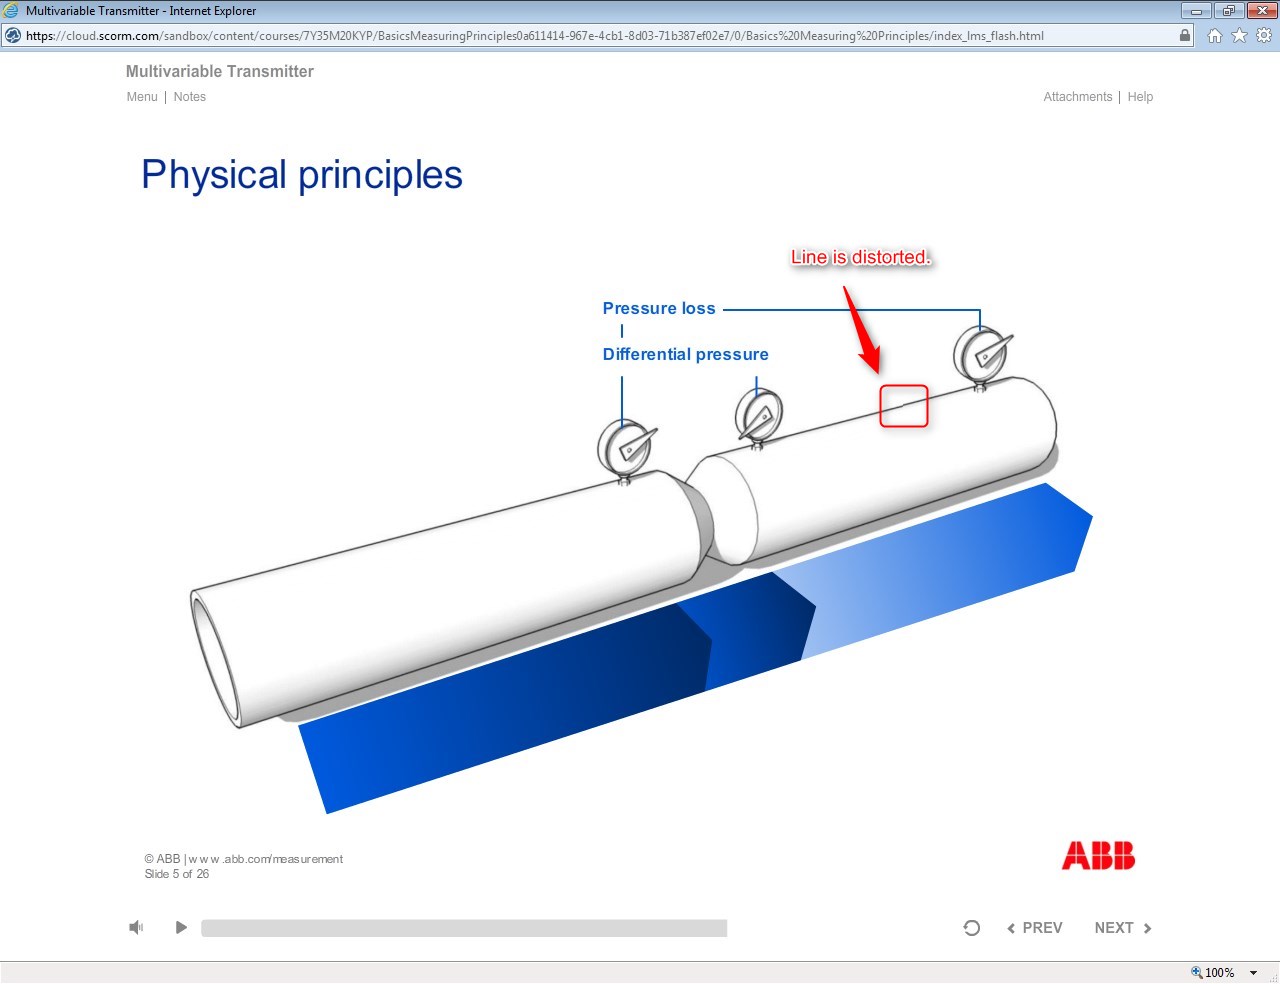 Multivariable Transmitter - Internet Explorer
https://cloud.scorm.com/sandbox/content/courses/7Y35M20KYP/BasicsMeasuringPrinciples0a611414-967e-4cb1-8d03-71b387ef02e7/0/Basics%20Measuring%20Principles/index_lms_flash.html
Multivariable Transmitter
Menu | Notes
Attachments | Help
Physical principles
Line is distorted.
Pressure loss
Differential pressure
© ABB | www.abb.com/measurement
Slide 5 of 26
ABB
PREV
NEXT
100%